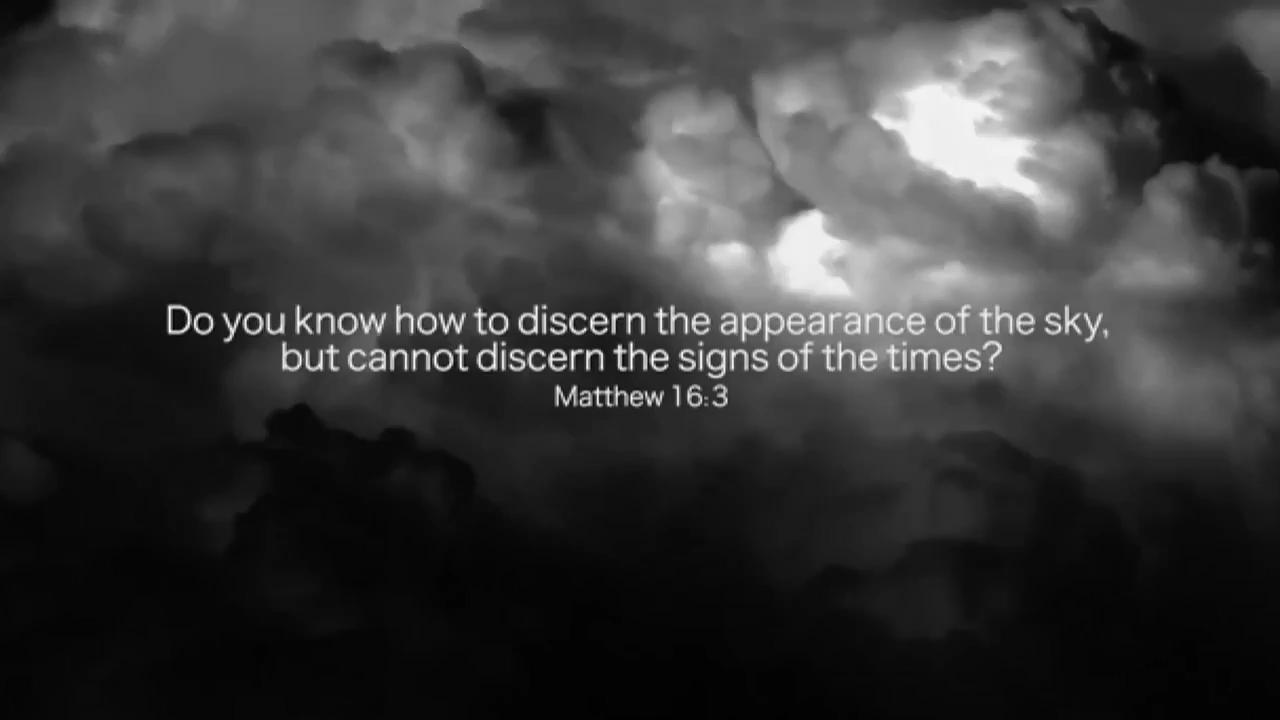 Do you know how to discern the appearance of the sky,
but cannot discern the signs of the times?
Matthew 16:3